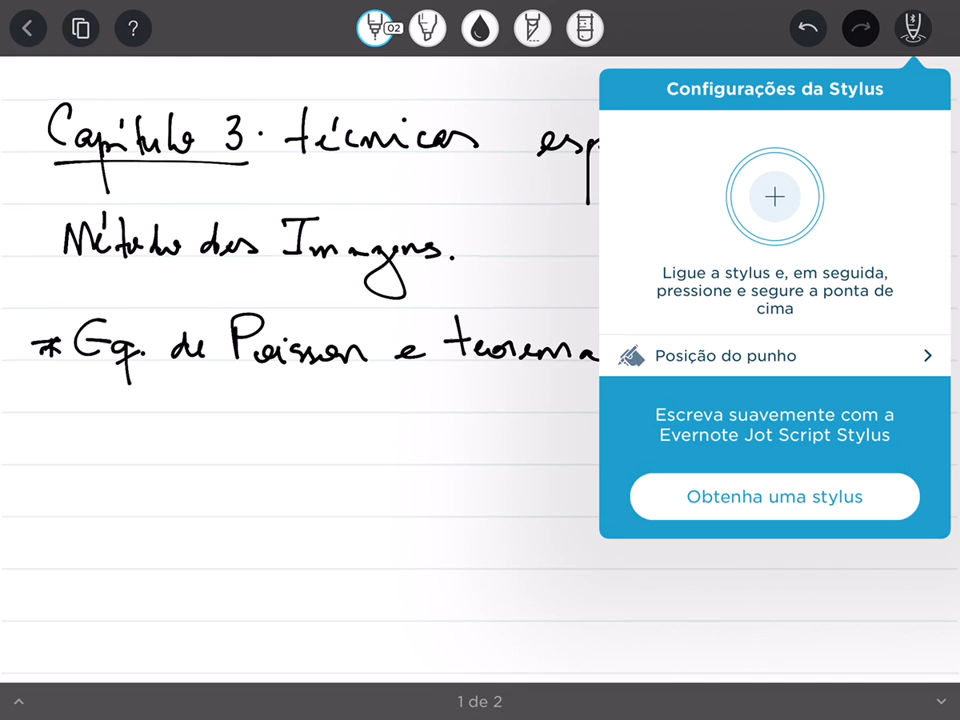 ?
02
Configurações da Stylus
Capítulo 3. técnicas esp
Método das Imagens.
Ligue a stylus e, em seguida,
pressione e segure a ponta de
cima
* Eq. de Poisson e teorema
Posição do punho
Escreva suavemente com a
Evernote Jot Script Stylus
Obtenha uma stylus
1 de 2